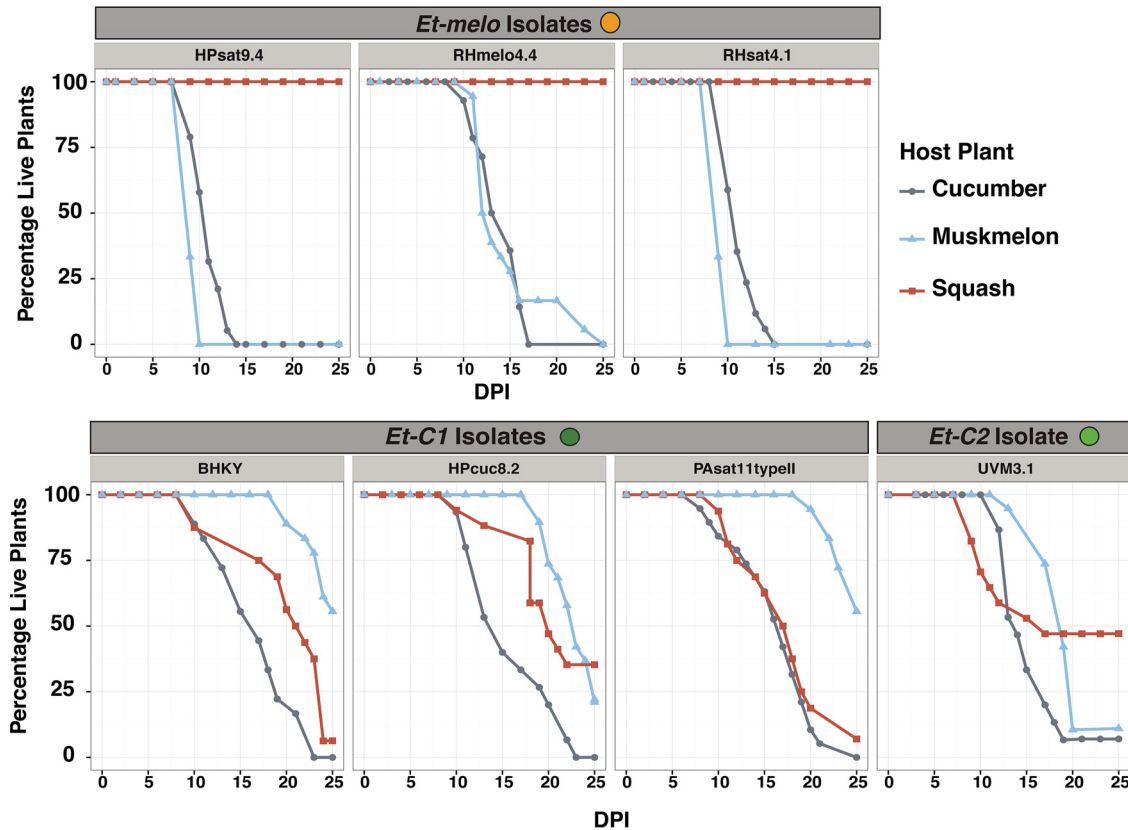 Et-melo Isolates
HPsat9.4 RHmelo4.4 RHsat4.1
Percentage Live Plants
100
75
50
25
0
0 5 10 15 20 25 0 5 10 15 20 25 0 5 10 15 20 25
DPI
Host Plant
Cucumber
Muskmelon
Squash
Et-C1 Isolates Et-C2 Isolate
BHKY HPcuc8.2 PAsat11typeII UVM3.1
Percentage Live Plants
100
75
50
25
0
0 5 10 15 20 25 0 5 10 15 20 25 0 5 10 15 20 25 0 5 10 15 20 25
DPI